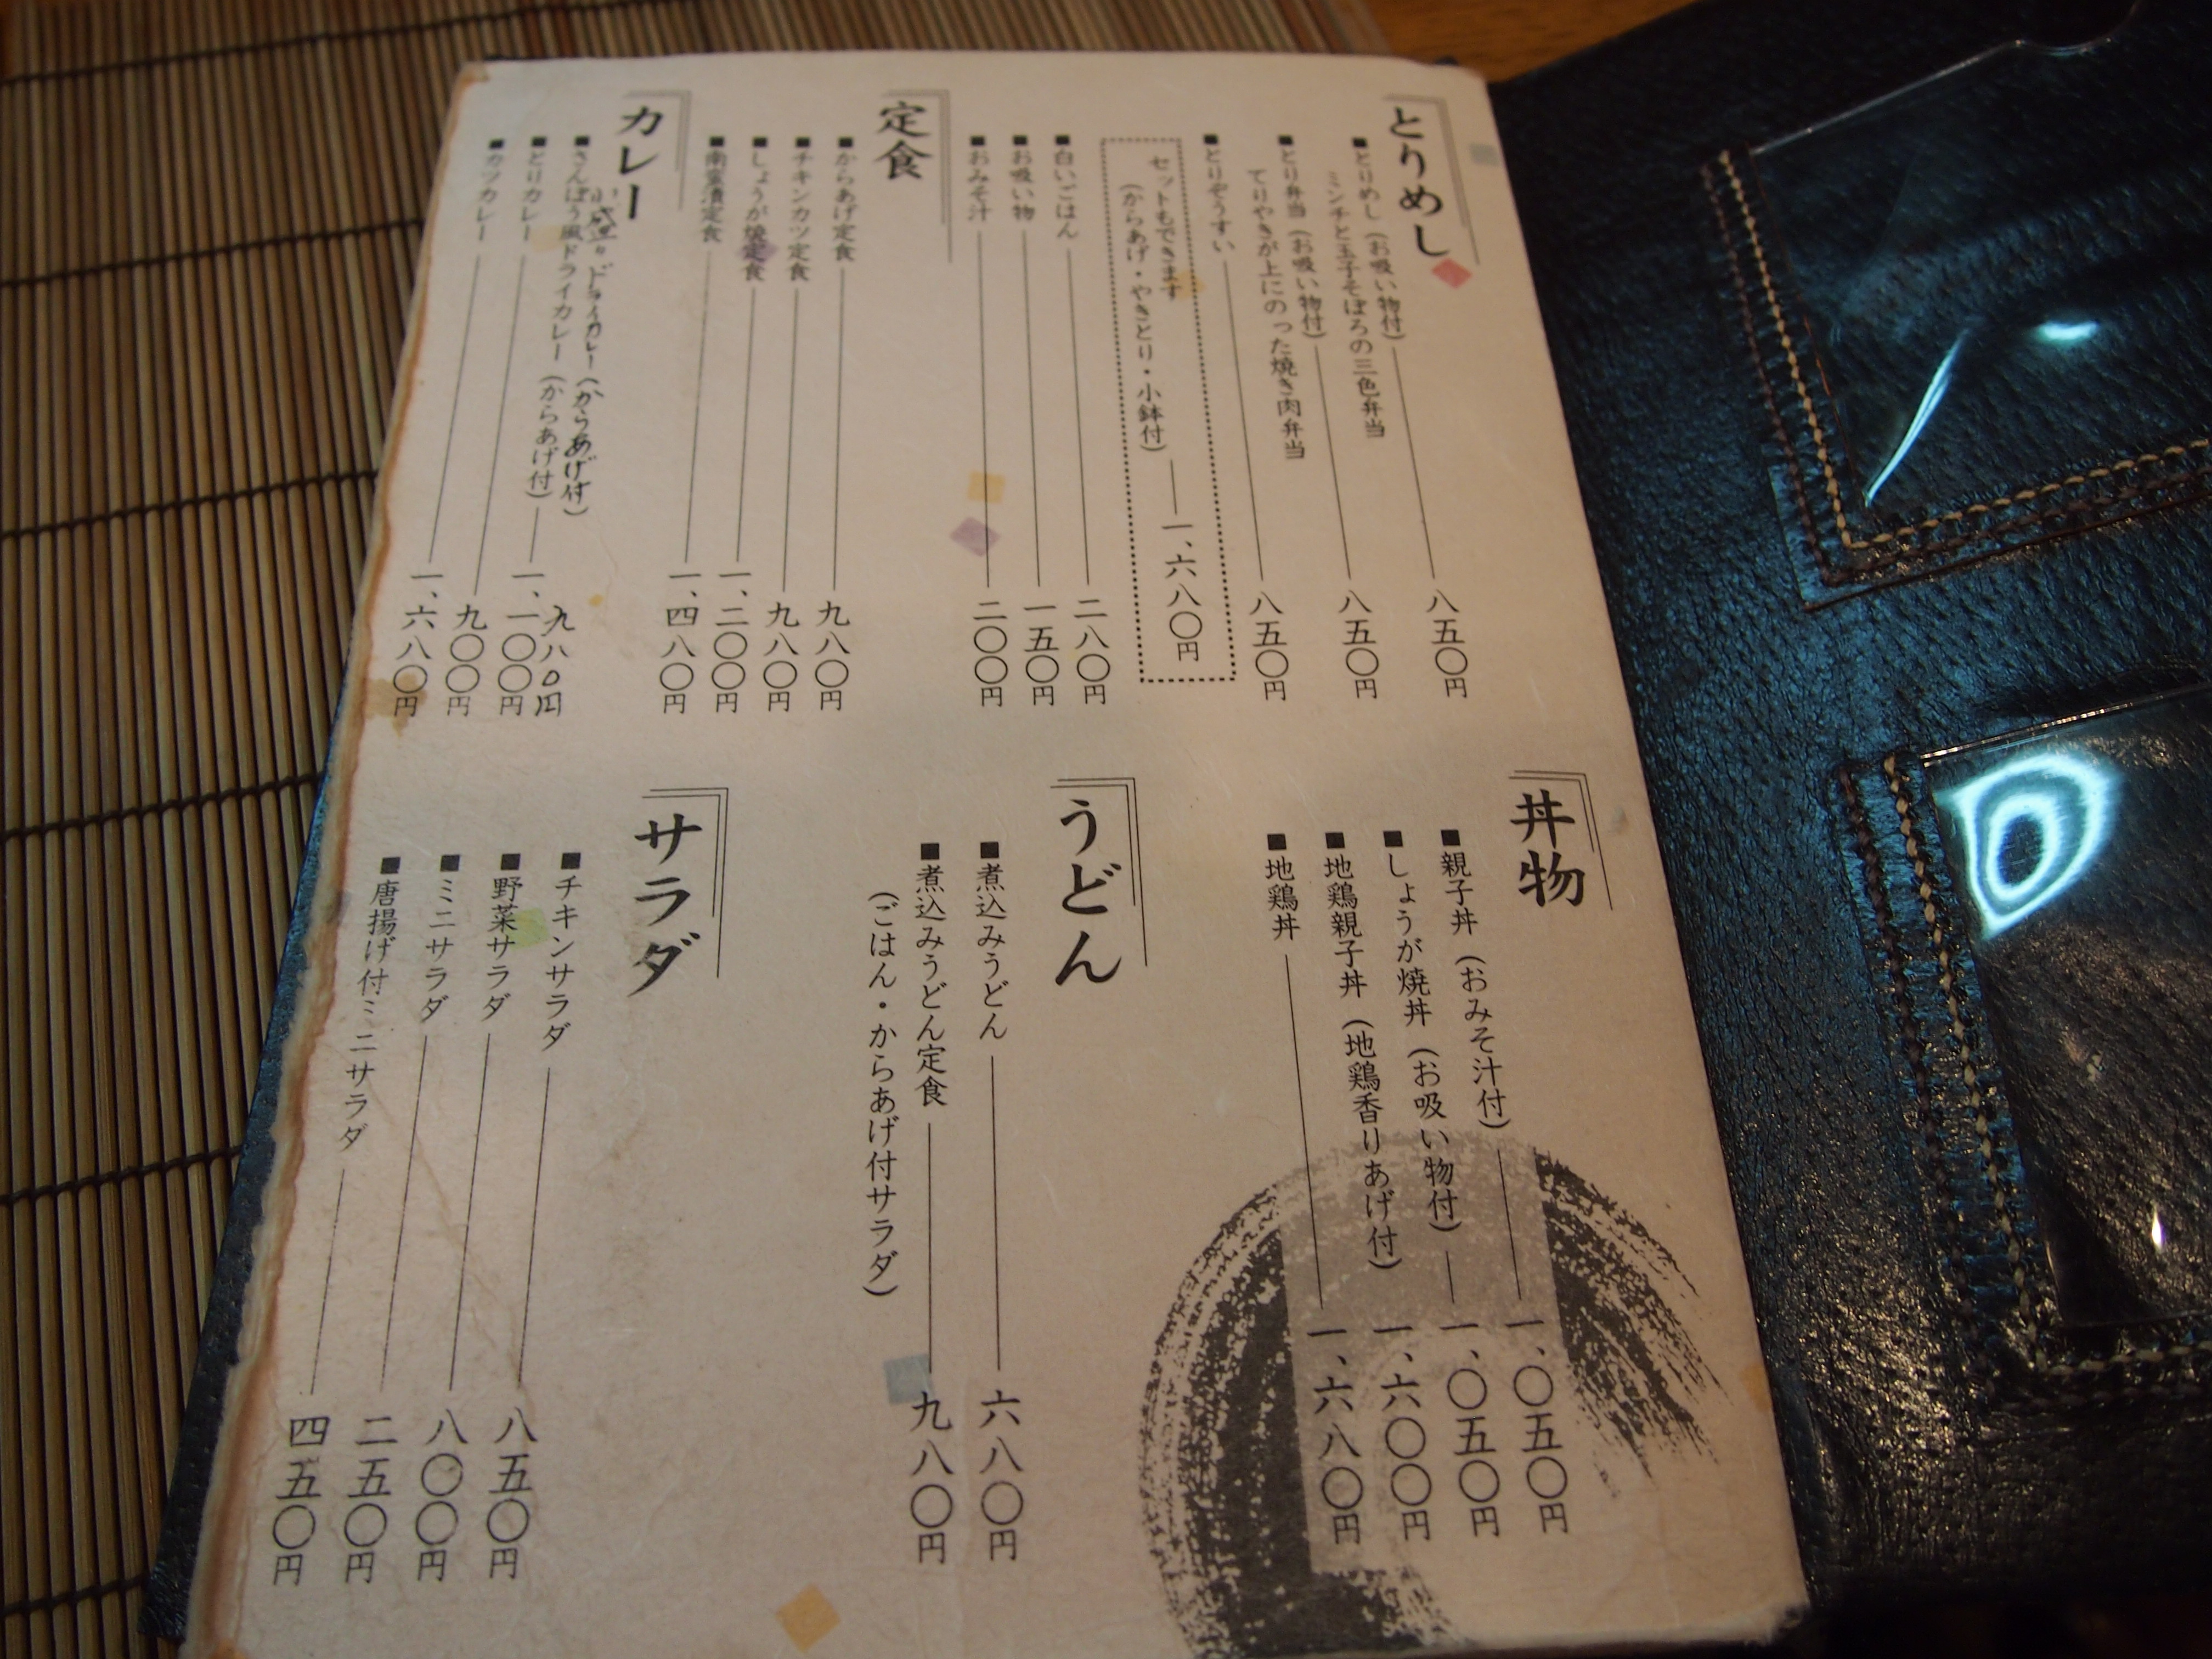 とりめし
■とりめし（お吸い物付）八五〇円
ミンチと玉子そぼろの三色弁当
■とり弁当（お吸い物付）八五〇円
てりやきが上にのった焼き肉弁当
■とりぞうすい 八五〇円
セットもできます
（からあげ・やきとり・小鉢付）一、六八〇円
■白いごはん 二八〇円
■お吸い物 一五〇円
■おみそ汁 二〇〇円
定食
■からあげ定食 九八〇円
■チキンカツ定食 九八〇円
■しょうが焼定食 一、二〇〇円
■南蛮漬定食 一、四八〇円
カレー
ドライカレー（からあげ付）九八〇円
■さんぱう風ドライカレー（からあげ付）一、一〇〇円
■とりカレー 九〇〇円
■カツカレー 一、六八〇円
丼物
■親子丼（おみそ汁付）一、〇五〇円
■しょうが焼丼（お吸い物付）一、〇五〇円
■地鶏親子丼（地鶏香りあげ付）一、六〇〇円
■地鶏丼 一、六八〇円
うどん
■煮込みうどん 六八〇円
■煮込みうどん定食 九八〇円
（ごはん・からあげ付サラダ）
サラダ
■チキンサラダ 八五〇円
■野菜サラダ 八〇〇円
■ミニサラダ 二五〇円
■唐揚げ付ミニサラダ 四五〇円